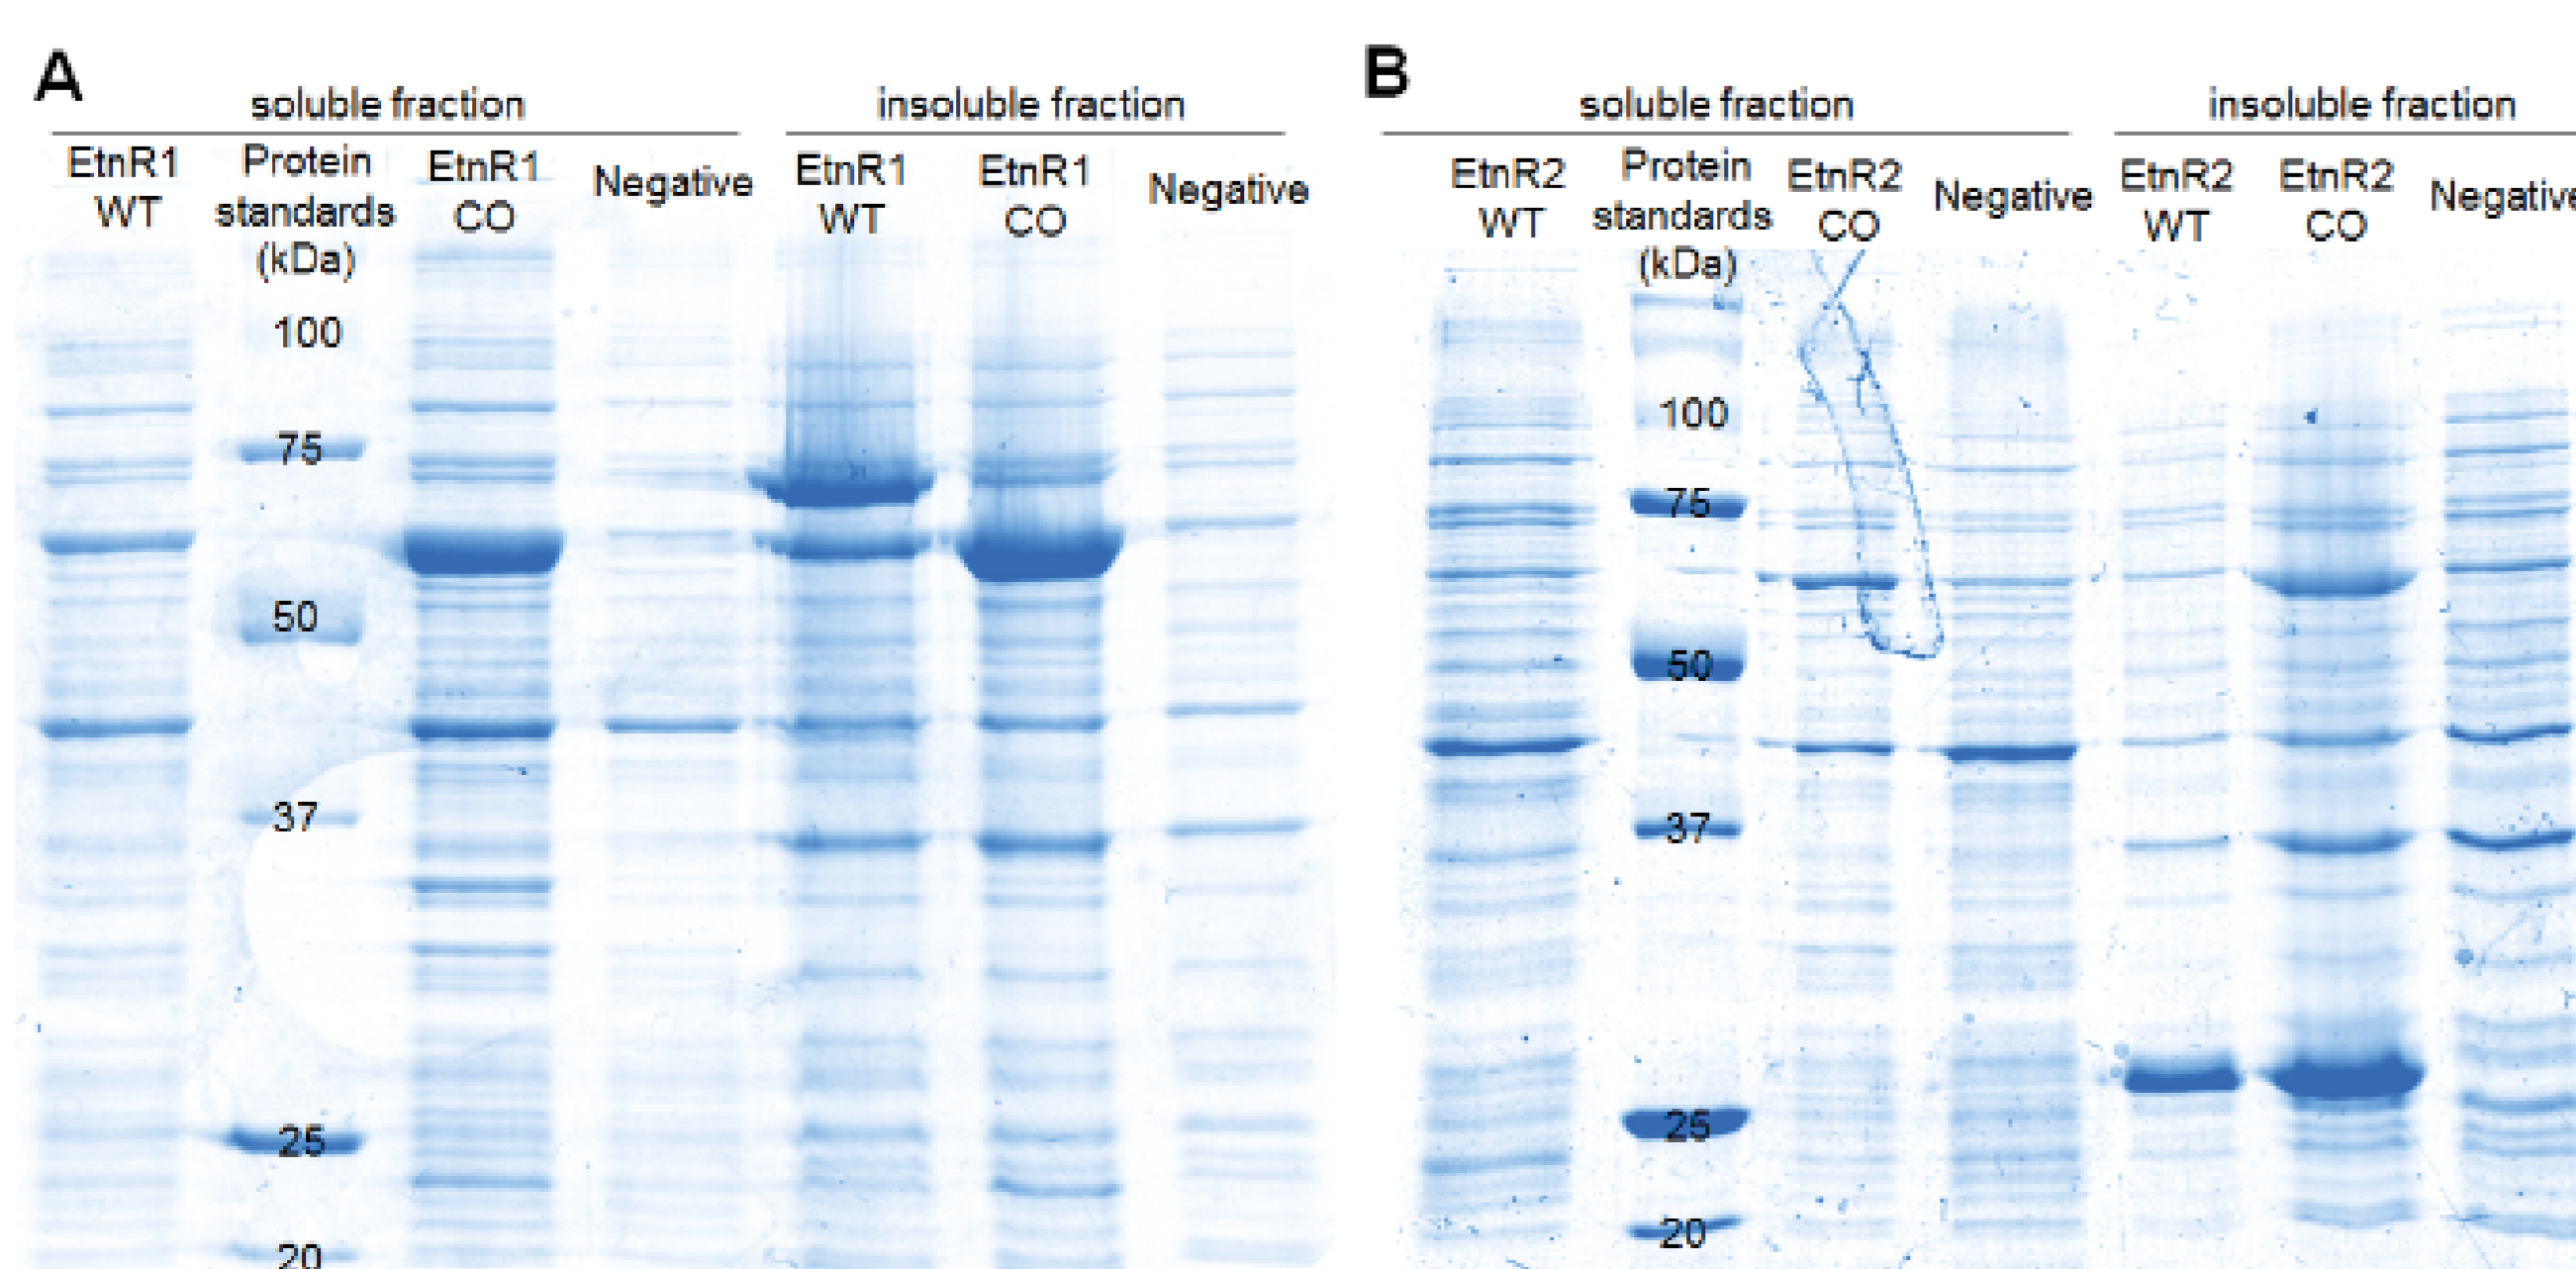 A
soluble fraction
insoluble fraction
EtnR1
WT
Protein
standards
(kDa)
EtnR1
CO
Negative
EtnR1
WT
EtnR1
CO
Negative
100
75
50
37
25
20
B
soluble fraction
insoluble fraction
EtnR2
WT
Protein
standards
(kDa)
EtnR2
CO
Negative
EtnR2
WT
EtnR2
CO
Negative
100
75
50
37
25
20